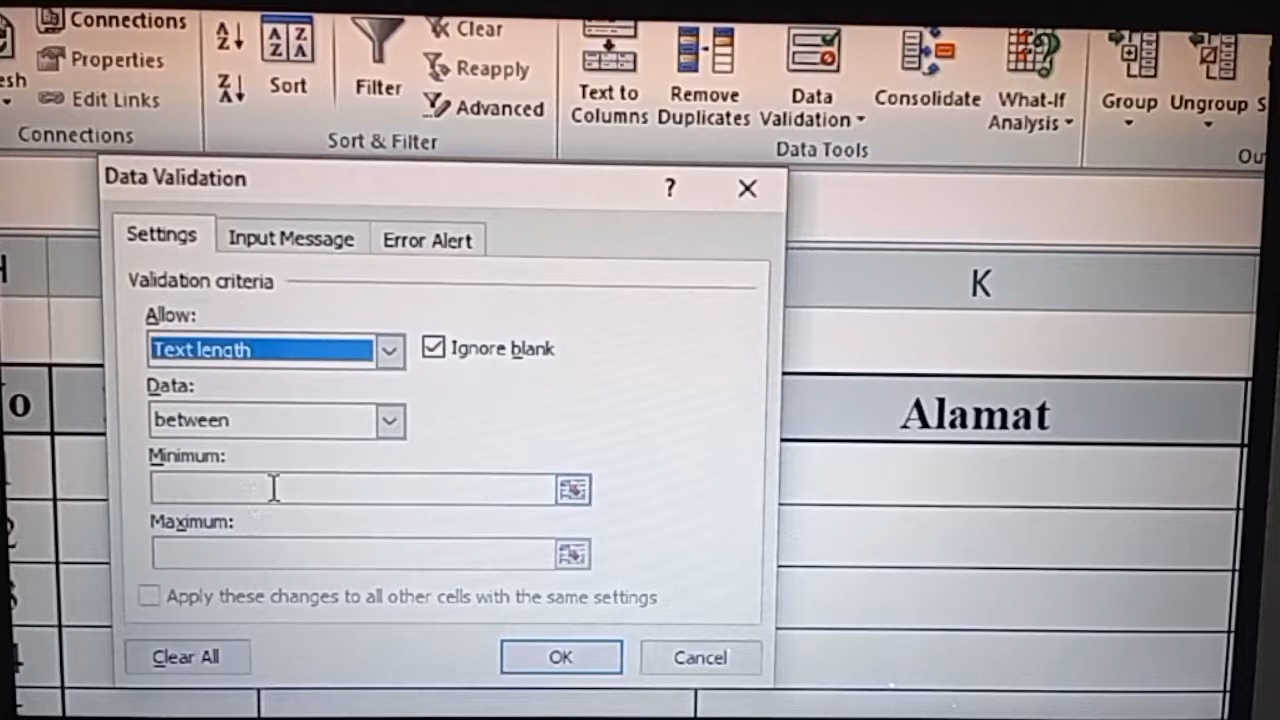 Connections
Properties
Edit Links
Connections
Sort
Filter
Clear
Reapply
Advanced
Sort & Filter
Text to
Columns
Remove
Duplicates
Data
Validation
Consolidate
What-If
Analysis
Data Tools
Group
Ungroup
Data Validation
?
Settings
Input Message
Error Alert
Validation criteria
Allow:
Text length
Ignore blank
Data:
between
Minimum:
Maximum:
Apply these changes to all other cells with the same settings
Clear All
OK
Cancel
K
Alamat